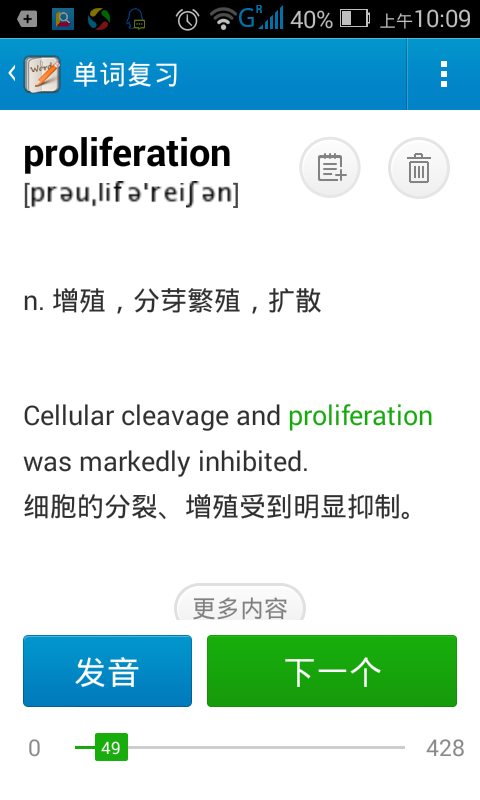 G R 40% 上午10:09
Words 单词复习
proliferation
[prəuˌlifə'reiʃən]
n. 增殖，分芽繁殖，扩散
Cellular cleavage and proliferation
was markedly inhibited.
细胞的分裂、增殖受到明显抑制。
更多内容
发音 下一个
0 49 428